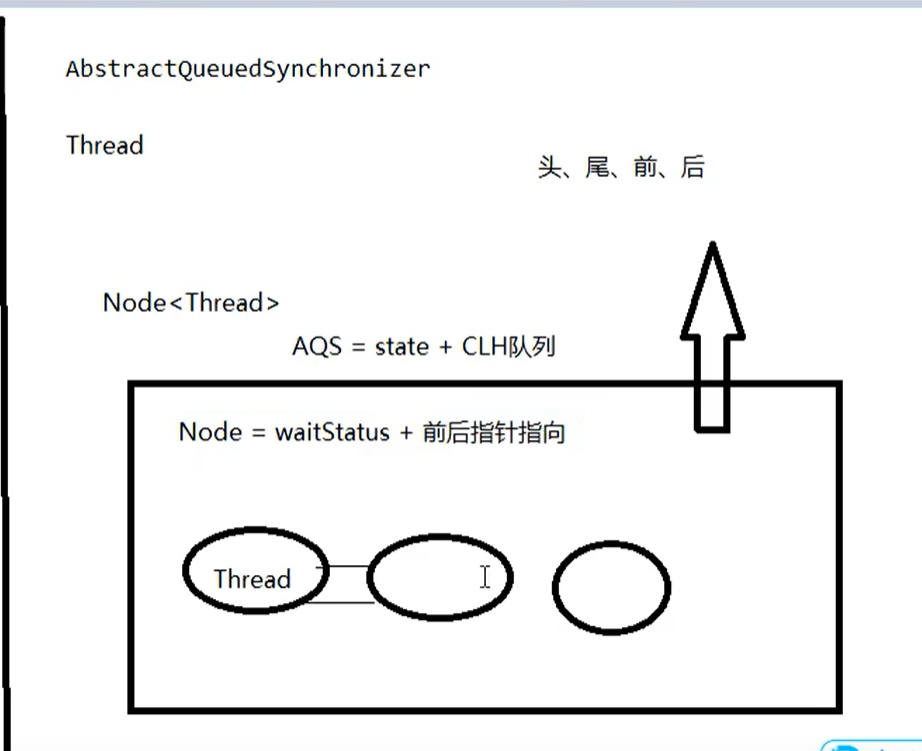 AbstractQueuedSynchronizer
Thread
头、尾、前、后
Node<Thread>
AQS = state + CLH队列
Node = waitStatus + 前后指针指向
Thread